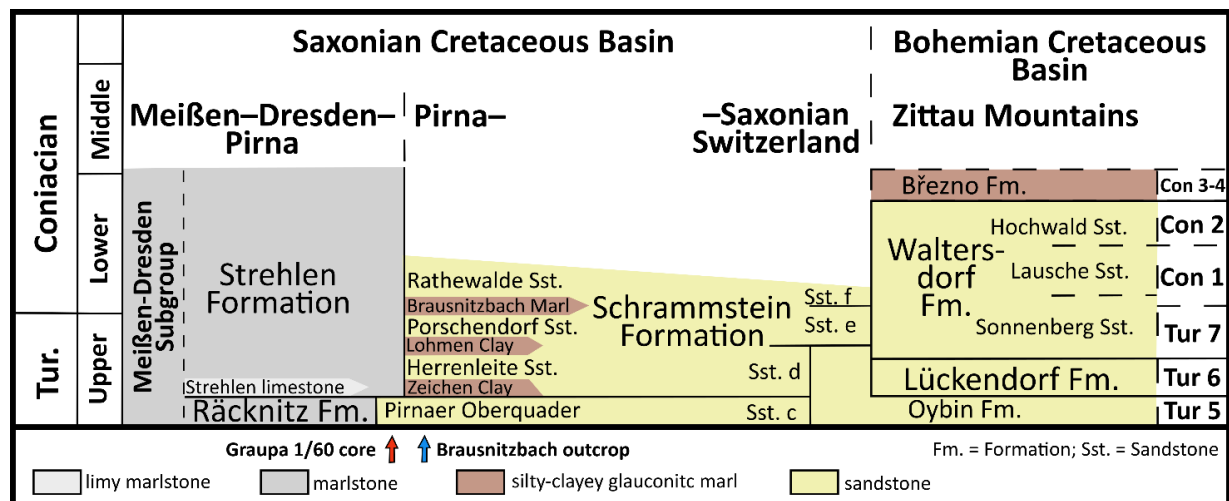 Saxonian Cretaceous Basin
Bohemian Cretaceous
Basin
Meißen–Dresden–
Pirna
Pirna–
–Saxonian
Switzerland
Zittau Mountains
Coniacian
Tur.
Middle
Lower
Upper
Meißen-Dresden
Subgroup
Strehlen
Formation
Strehlen limestone
Räcknitz Fm.
Rathewalde Sst.
Brausnitzbach Marl
Porschendorf Sst.
Lohmen Clay
Herrenleite Sst.
Zeichen Clay
Pirnaer Oberquader
Schrammstein
Formation
Sst. f
Sst. e
Sst. d
Sst. c
Březno Fm.
Hochwald Sst.
Walters-
dorf
Fm.
Lausche Sst.
Sonnenberg Sst.
Lückendorf Fm.
Oybin Fm.
Con 3-4
Con 2
Con 1
Tur 7
Tur 6
Tur 5
Graupa 1/60 core
Brausnitzbach outcrop
Fm. = Formation; Sst. = Sandstone
limy marlstone
marlstone
silty-clayey glauconitc marl
sandstone